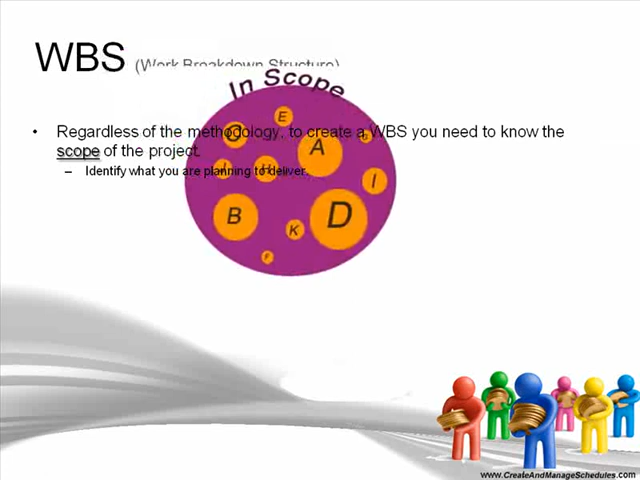 WBS (Work Breakdown Structure)
In Scope
• Regardless of the methodology, to create a WBS you need to know the
scope of the project.
– Identify what you are planning to deliver.
E
A
H
I
B
D
K
F
www.CreateAndManageSchedules.com